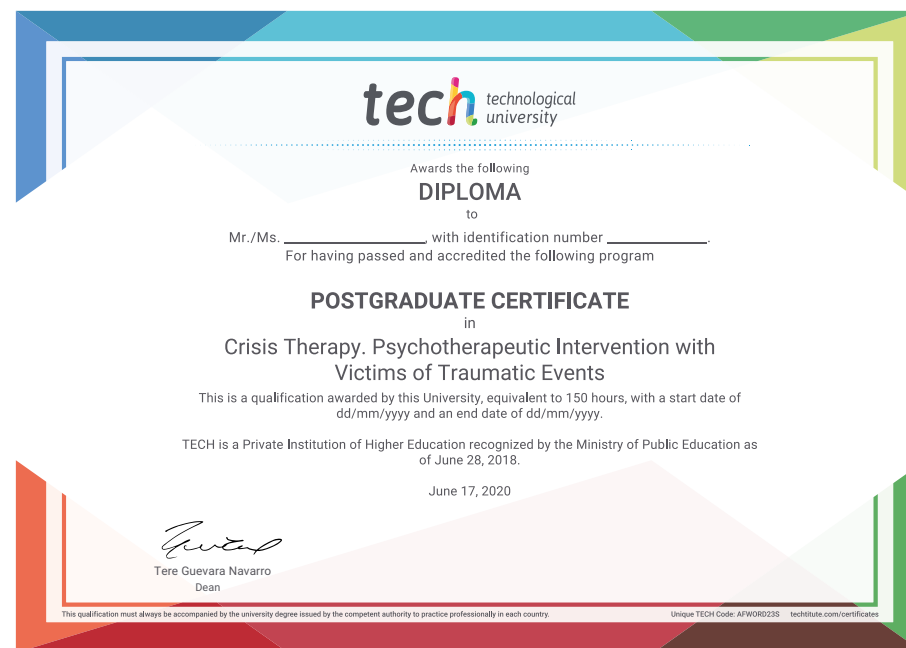 tech technological
university
Awards the following
DIPLOMA
to
Mr./Ms. ____________, with identification number ____________.
For having passed and accredited the following program
POSTGRADUATE CERTIFICATE
in
Crisis Therapy. Psychotherapeutic Intervention with
Victims of Traumatic Events
This is a qualification awarded by this University, equivalent to 150 hours, with a start date of
dd/mm/yyyy and an end date of dd/mm/yyyy.
TECH is a Private Institution of Higher Education recognized by the Ministry of Public Education as
of June 28, 2018.
June 17, 2020
Tere Guevara Navarro
Dean
This qualification must always be accompanied by the university degree issued by the competent authority to practice professionally in each country.
Unique TECH Code: AFWORD23S techtitute.com/certificates